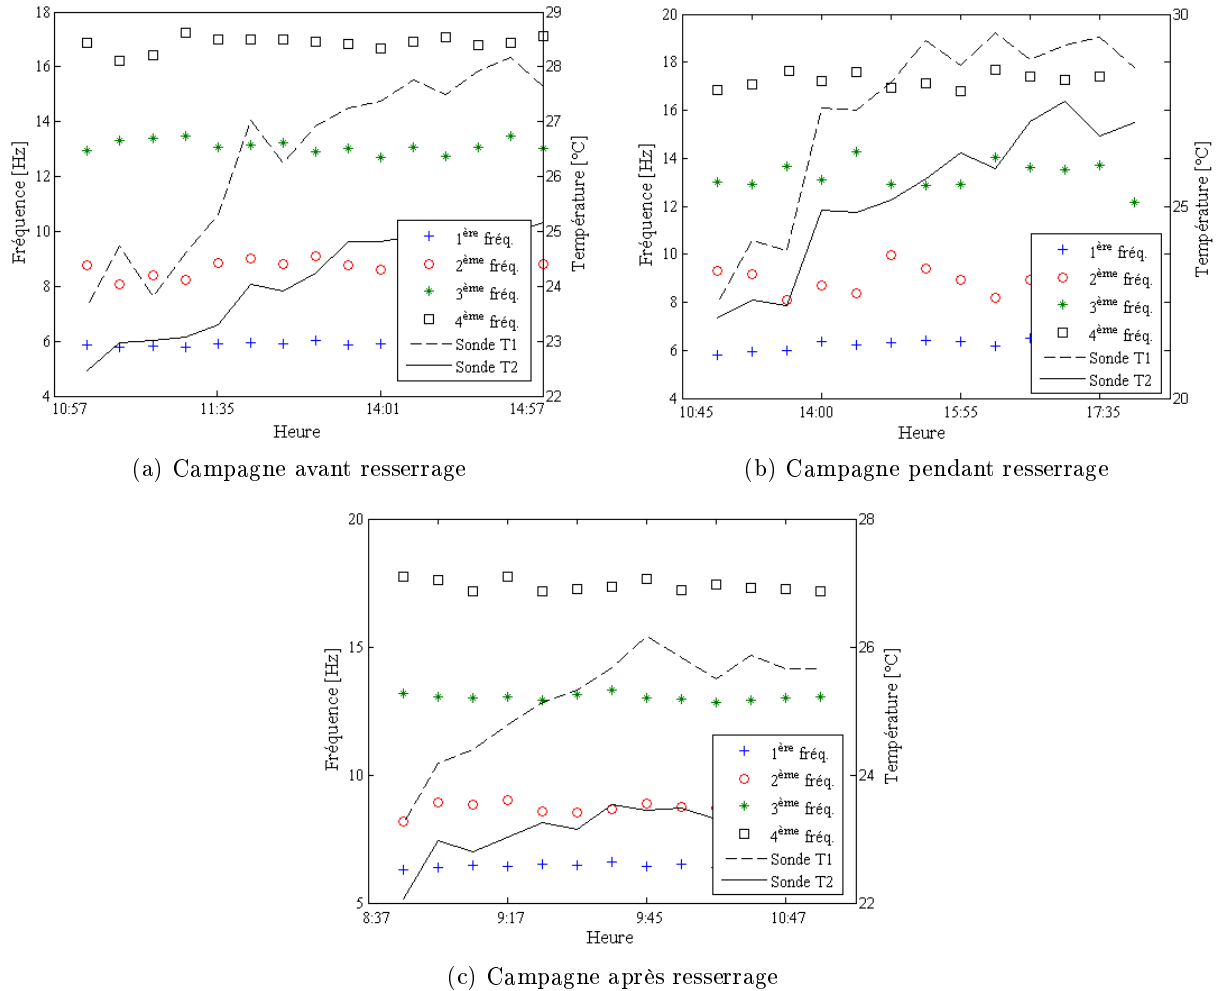 18
16
14
12
10
8
6
4
Fréquence [Hz]
29
28
27
26
25
24
23
22
Température [°C]
1ère fréq.
2ème fréq.
3ème fréq.
4ème fréq.
Sonde T1
Sonde T2
10:57
11:35
14:01
14:57
Heure
(a) Campagne avant resserrage
20
18
16
14
12
10
8
6
4
Fréquence [Hz]
30
25
20
Température [°C]
1ère fréq.
2ème fréq.
3ème fréq.
4ème fréq.
Sonde T1
Sonde T2
10:45
14:00
15:55
17:35
Heure
(b) Campagne pendant resserrage
20
15
10
5
Fréquence [Hz]
28
26
24
22
Température [°C]
1ère fréq.
2ème fréq.
3ème fréq.
4ème fréq.
Sonde T1
Sonde T2
8:37
9:17
9:45
10:47
Heure
(c) Campagne après resserrage